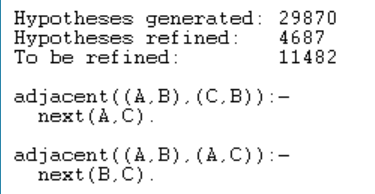 Hypotheses generated: 29870
Hypotheses refined: 4687
To be refined: 11482
adjacent((A,B),(C,B)):-
next(A,C).
adjacent((A,B),(A,C)):-
next(B,C).